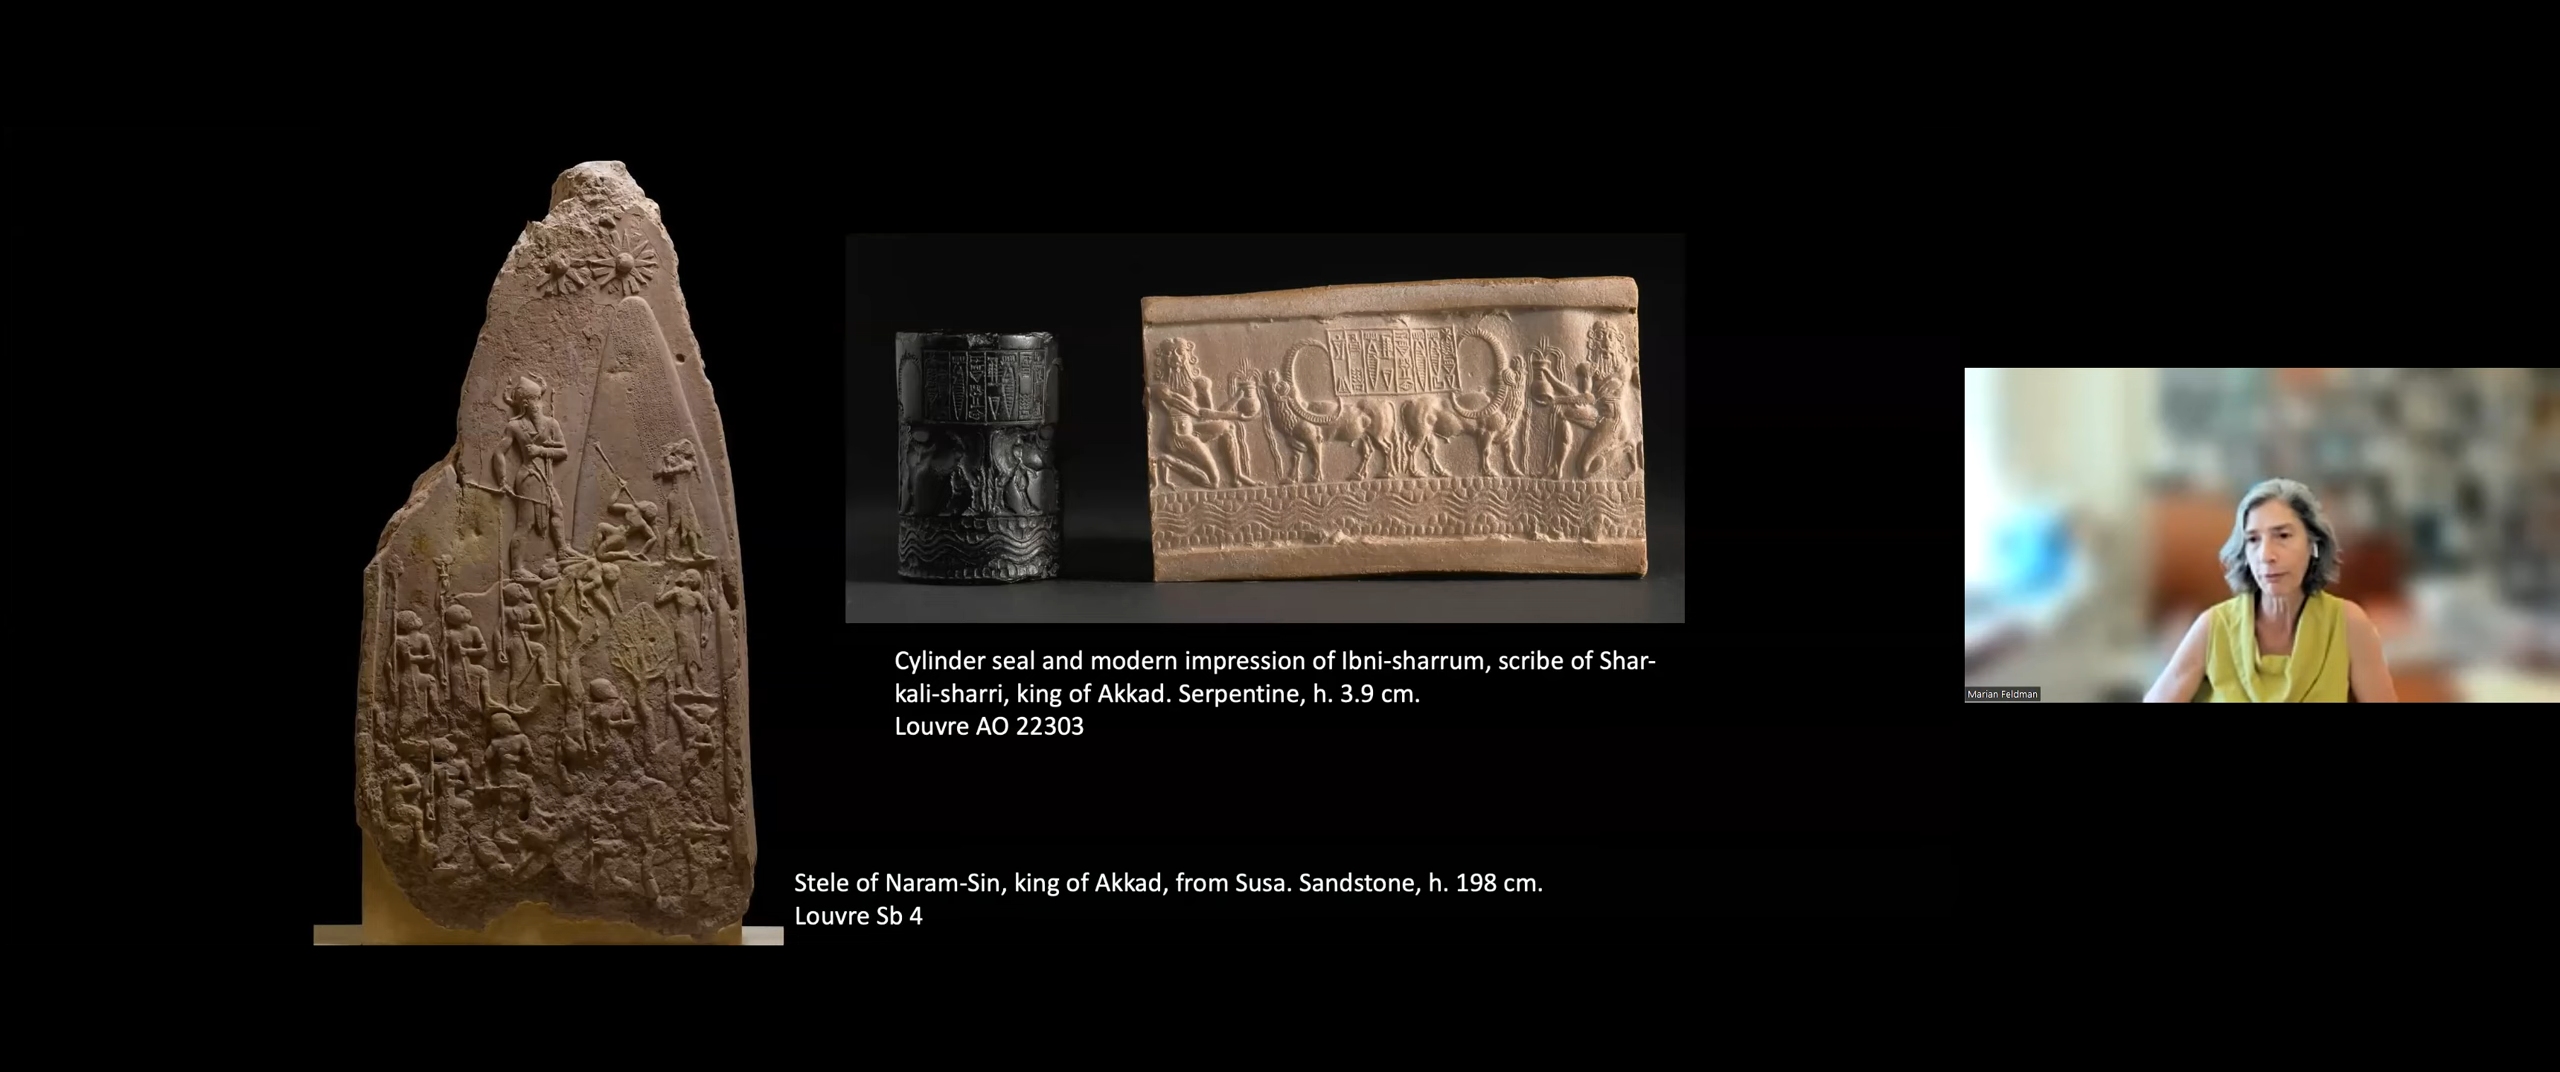 Cylinder seal and modern impression of Ibni-sharrum, scribe of Shar-
kali-sharri, king of Akkad. Serpentine, h. 3.9 cm.
Louvre AO 22303
Marian Feldman
Stele of Naram-Sin, king of Akkad, from Susa. Sandstone, h. 198 cm.
Louvre Sb 4